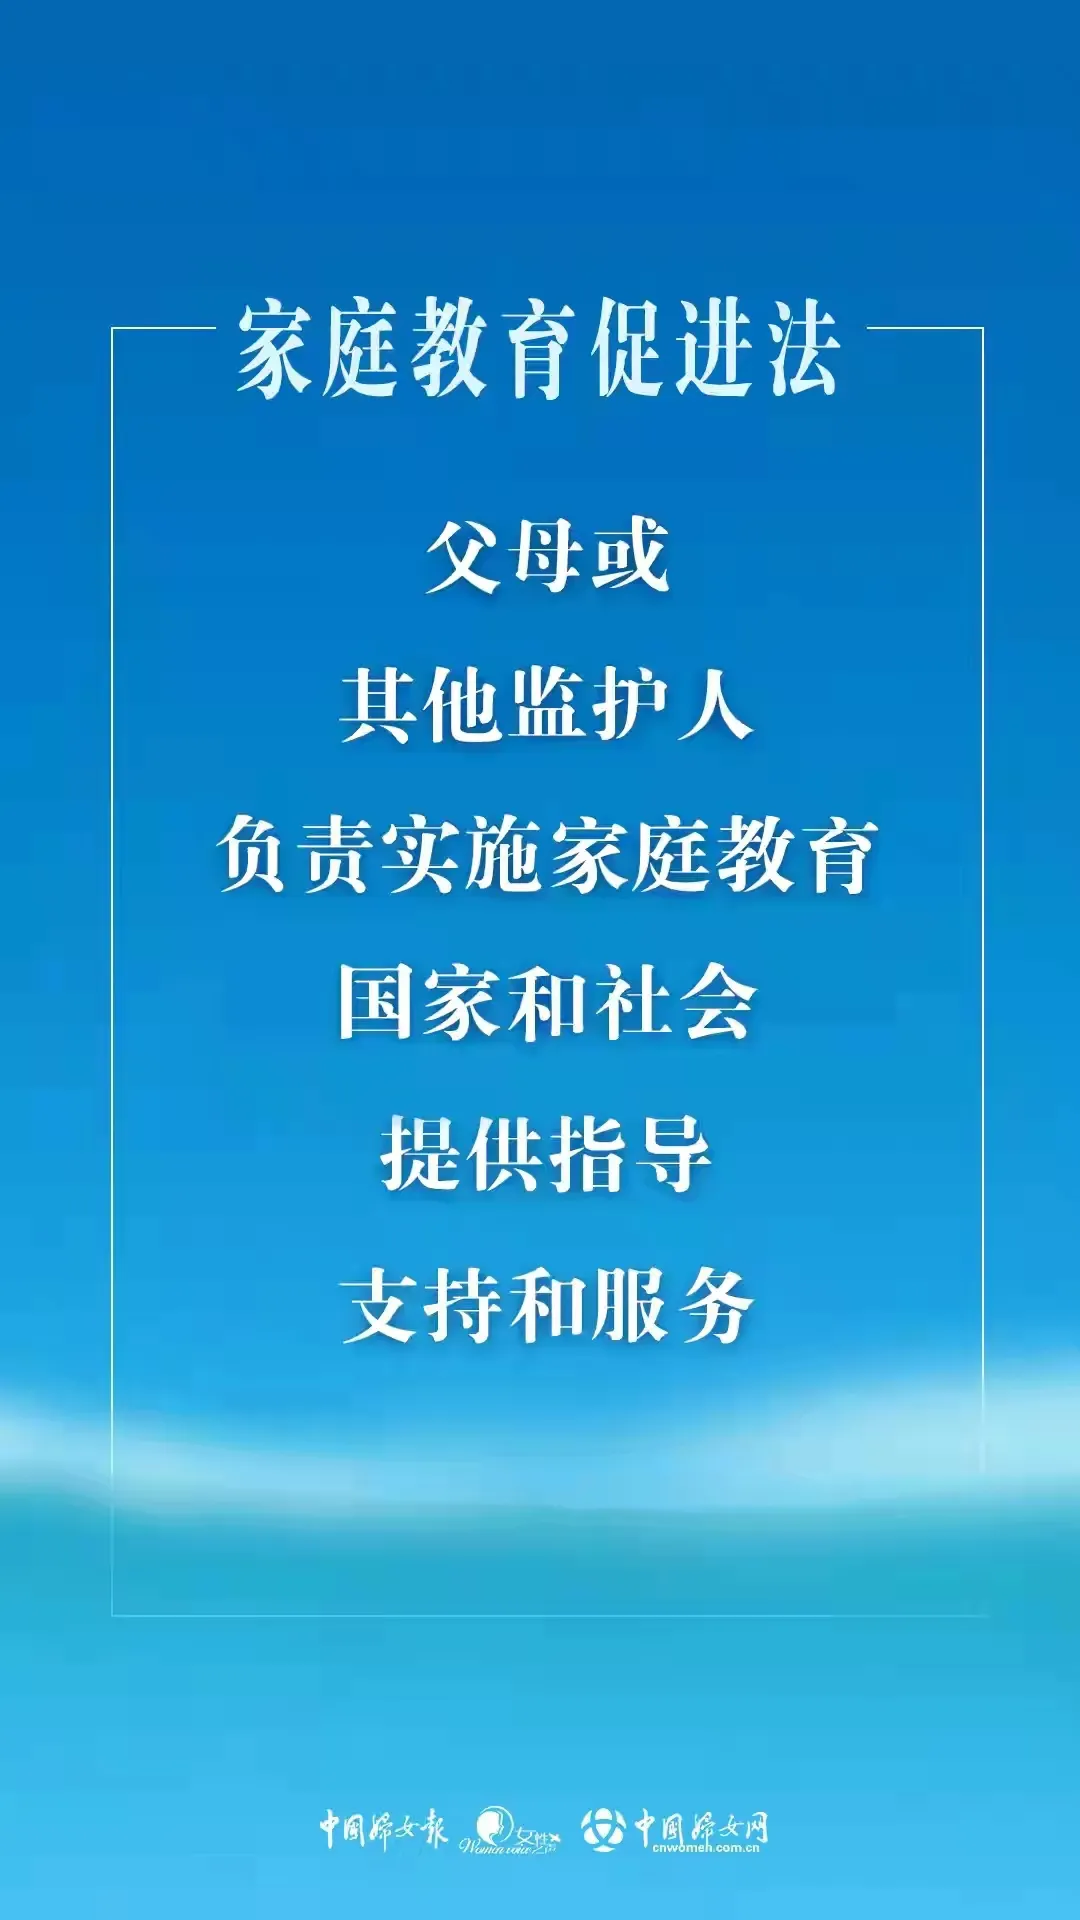 家庭教育促进法
父母或
其他监护人
负责实施家庭教育
国家和社会
提供指导
支持和服务
中国妇女报 女性之声 Women voice 中国妇女网
cnwomen.com.cn